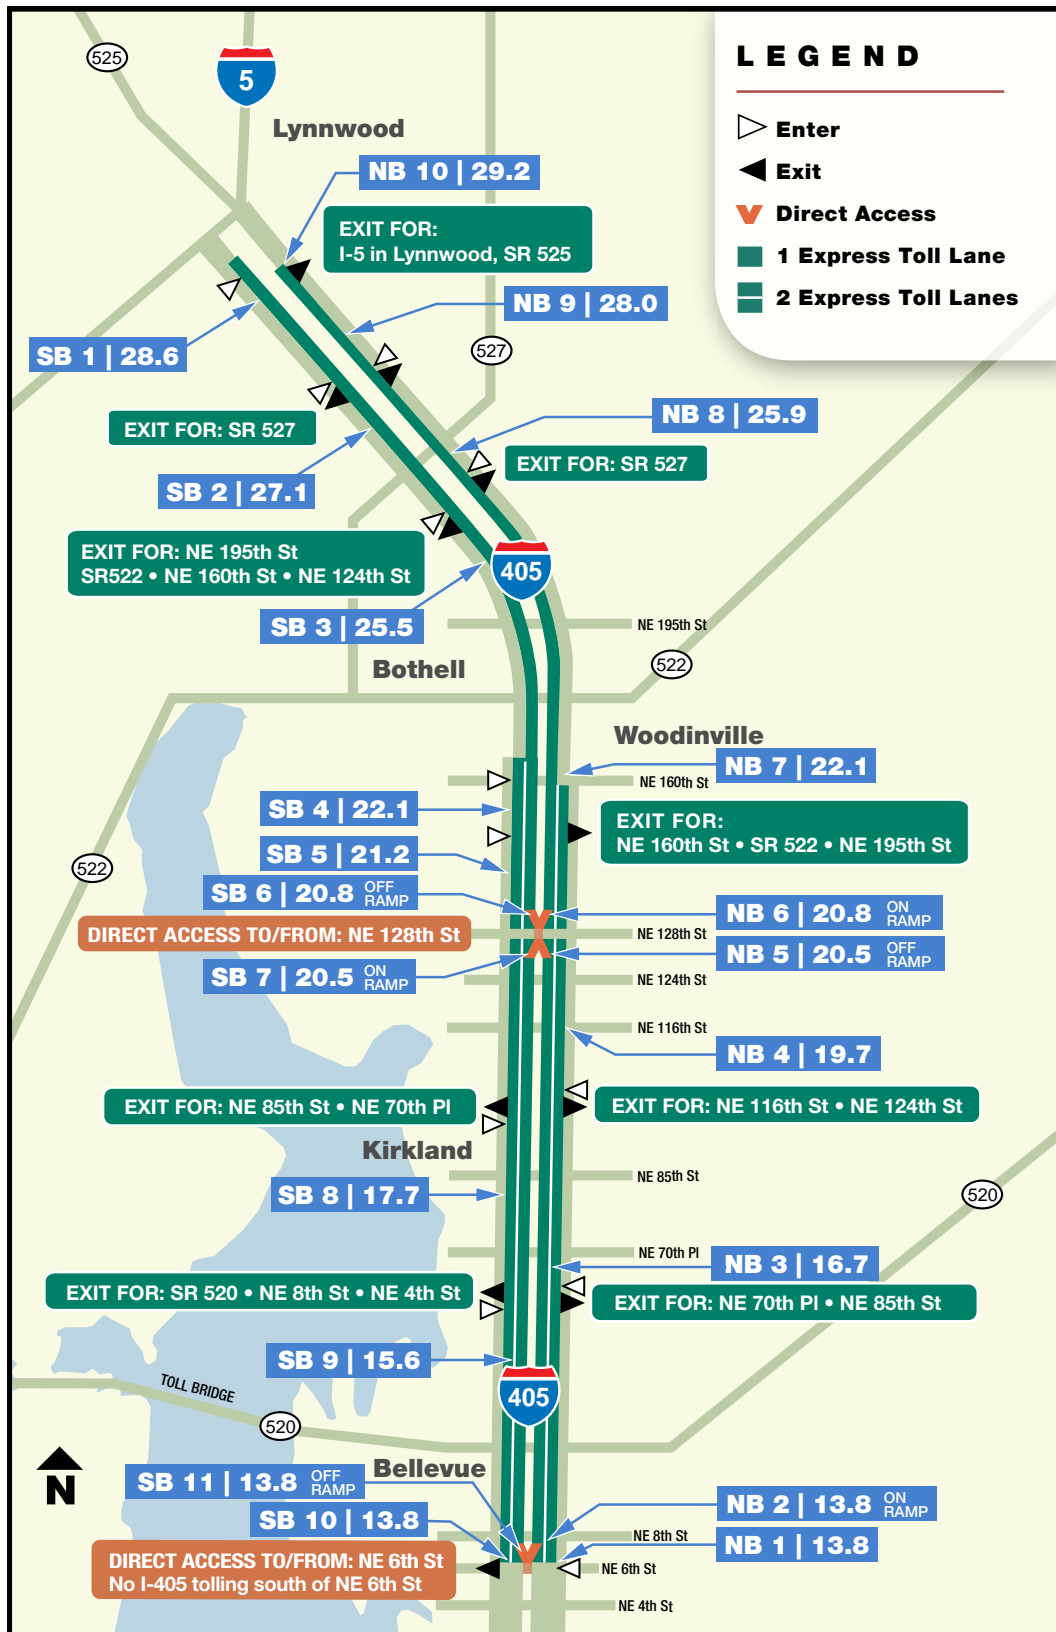 LEGEND
Enter
Exit
Direct Access
1 Express Toll Lane
2 Express Toll Lanes
525
5
Lynnwood
NB 10 | 29.2
EXIT FOR:
I-5 in Lynnwood, SR 525
NB 9 | 28.0
SB 1 | 28.6
527
NB 8 | 25.9
EXIT FOR: SR 527
EXIT FOR: SR 527
SB 2 | 27.1
EXIT FOR: NE 195th St
SR522 • NE 160th St • NE 124th St
405
SB 3 | 25.5
NE 195th St
Bothell
522
Woodinville
NB 7 | 22.1
NE 160th St
SB 4 | 22.1
EXIT FOR:
NE 160th St • SR 522 • NE 195th St
SB 5 | 21.2
522
SB 6 | 20.8 OFF RAMP
NB 6 | 20.8 ON RAMP
DIRECT ACCESS TO/FROM: NE 128th St
NE 128th St
NB 5 | 20.5 OFF RAMP
SB 7 | 20.5 ON RAMP
NE 124th St
NE 116th St
NB 4 | 19.7
EXIT FOR: NE 85th St • NE 70th Pl
EXIT FOR: NE 116th St • NE 124th St
Kirkland
NE 85th St
SB 8 | 17.7
520
NE 70th Pl
NB 3 | 16.7
EXIT FOR: SR 520 • NE 8th St • NE 4th St
EXIT FOR: NE 70th Pl • NE 85th St
SB 9 | 15.6
TOLL BRIDGE
405
520
N
Bellevue
SB 11 | 13.8 OFF RAMP
NB 2 | 13.8 ON RAMP
SB 10 | 13.8
NE 8th St
NB 1 | 13.8
DIRECT ACCESS TO/FROM: NE 6th St
No I-405 tolling south of NE 6th St
NE 6th St
NE 4th St